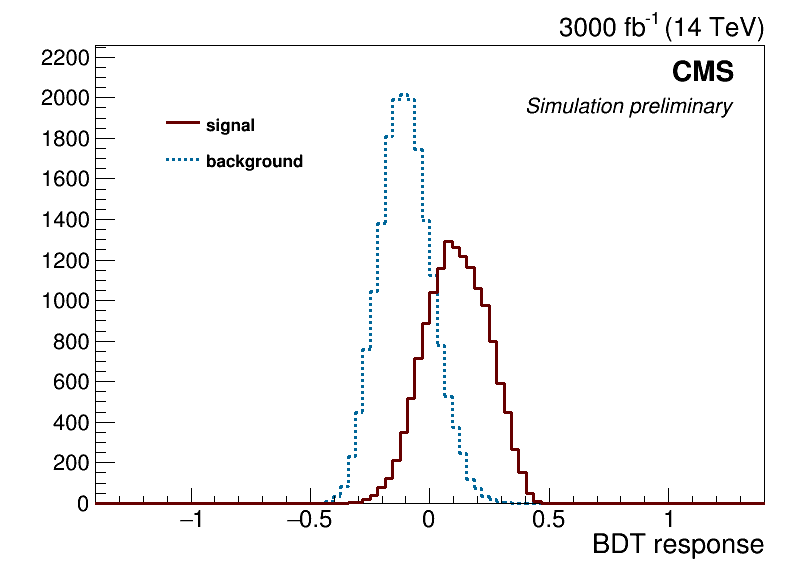 3000 fb-1 (14 TeV)
CMS
Simulation preliminary
signal
background
2200
2000
1800
1600
1400
1200
1000
800
600
400
200
0
−1 −0.5 0 0.5 1
BDT response